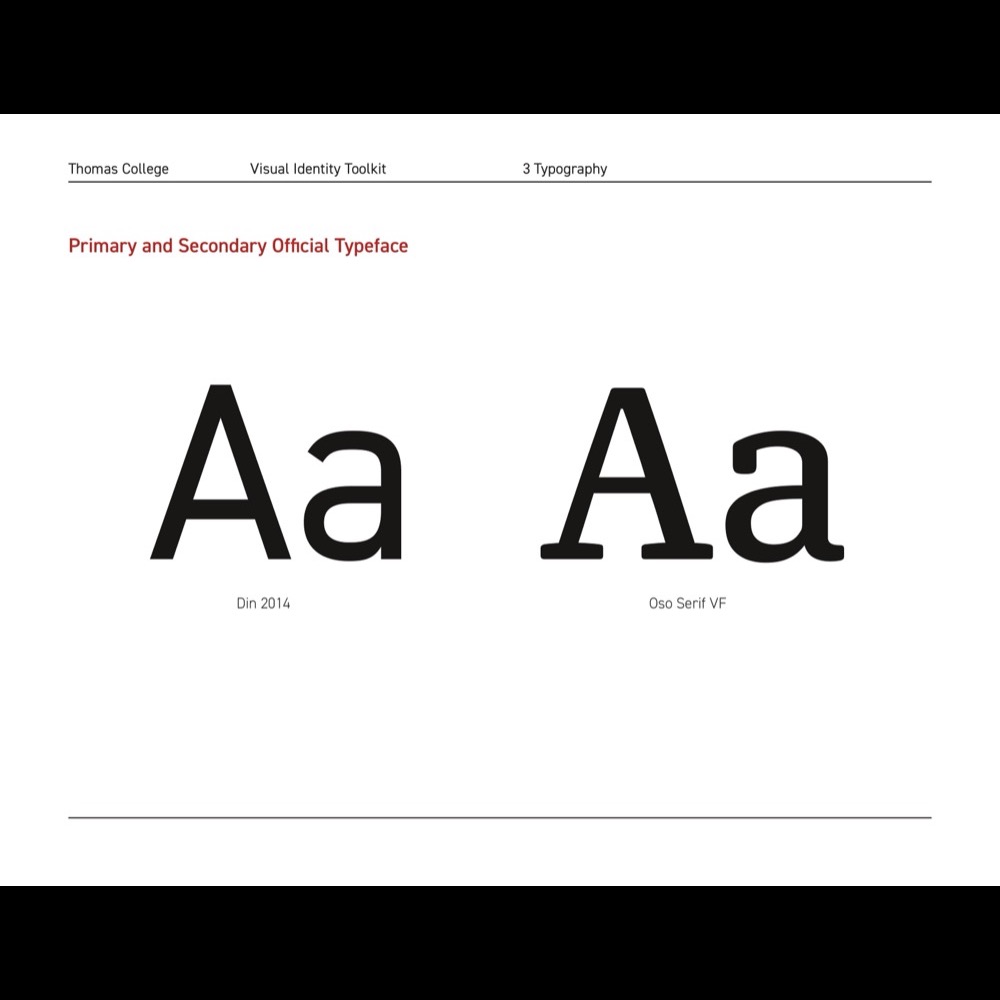 Thomas College Visual Identity Toolkit 3 Typography
Primary and Secondary Official Typeface
Aa Aa
Din 2014 Oso Serif VF